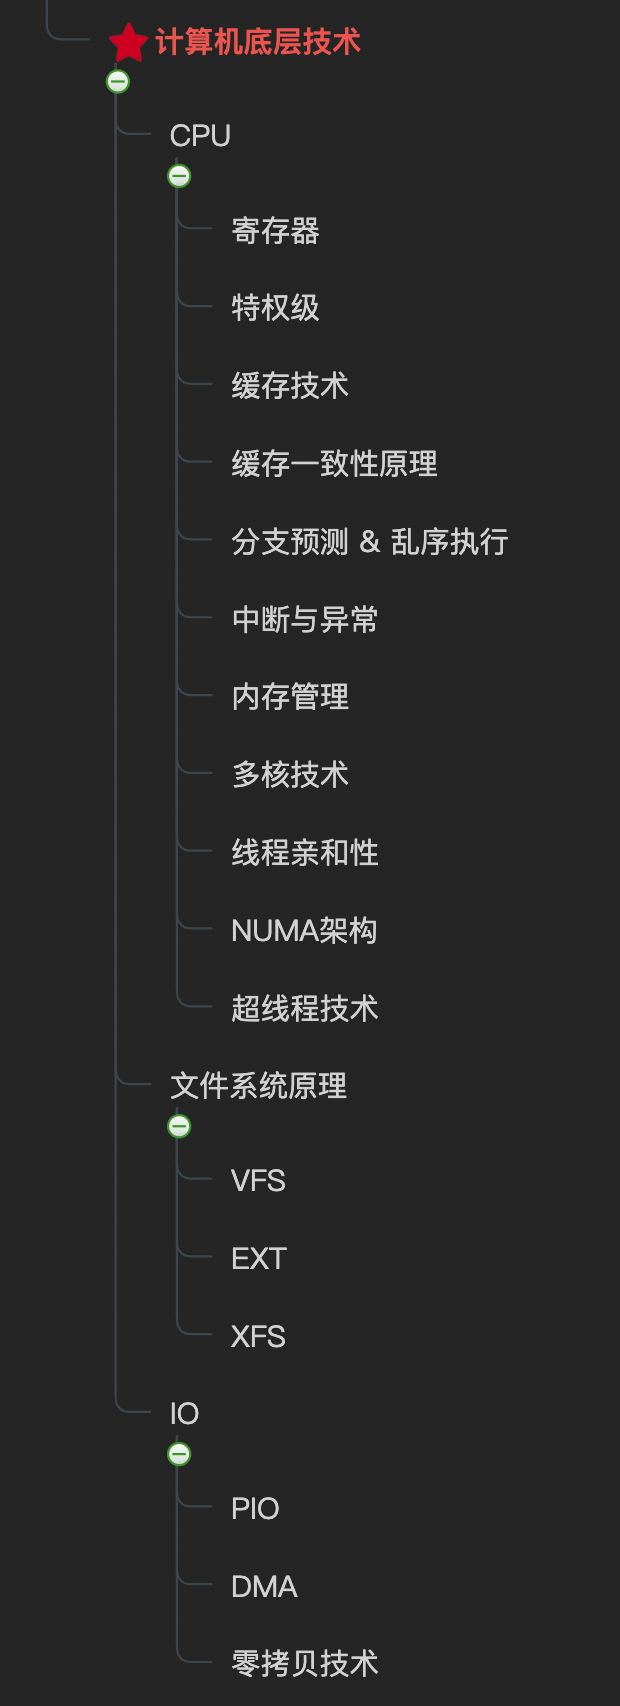 计算机底层技术
CPU
寄存器
特权级
缓存技术
缓存一致性原理
分支预测 & 乱序执行
中断与异常
内存管理
多核技术
线程亲和性
NUMA架构
超线程技术
文件系统原理
VFS
EXT
XFS
IO
PIO
DMA
零拷贝技术